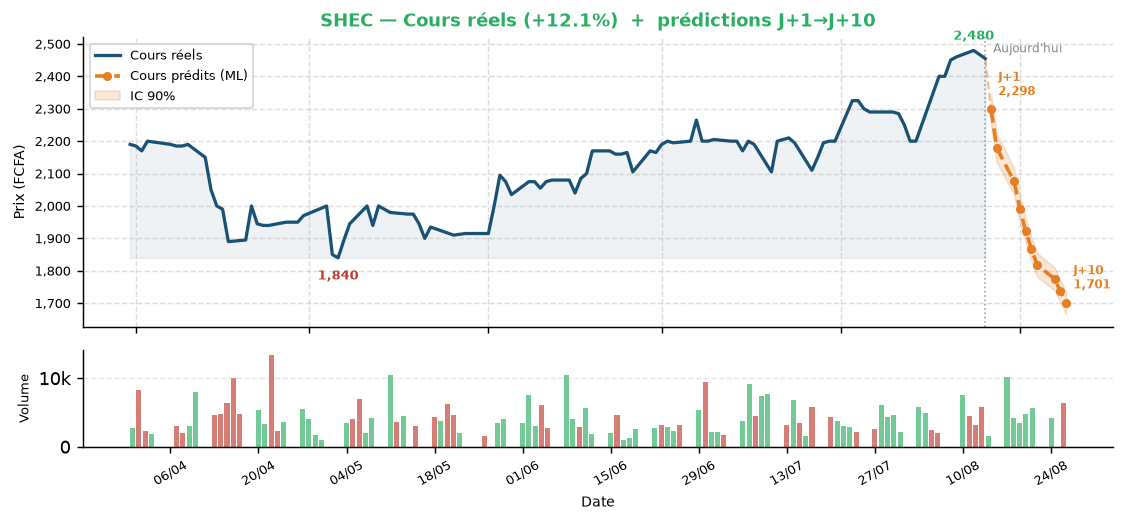 SHEC — Cours réels (+12.1%)  +  prédictions J+1→J+10
2,480
Aujourd'hui
Cours réels
Cours prédits (ML)
IC 90%
J+1
2,298
J+10
1,701
1,840
Prix (FCFA)
2,500
2,400
2,300
2,200
2,100
2,000
1,900
1,800
1,700
Volume
10k
0
06/04
20/04
04/05
18/05
01/06
15/06
29/06
13/07
27/07
10/08
24/08
Date